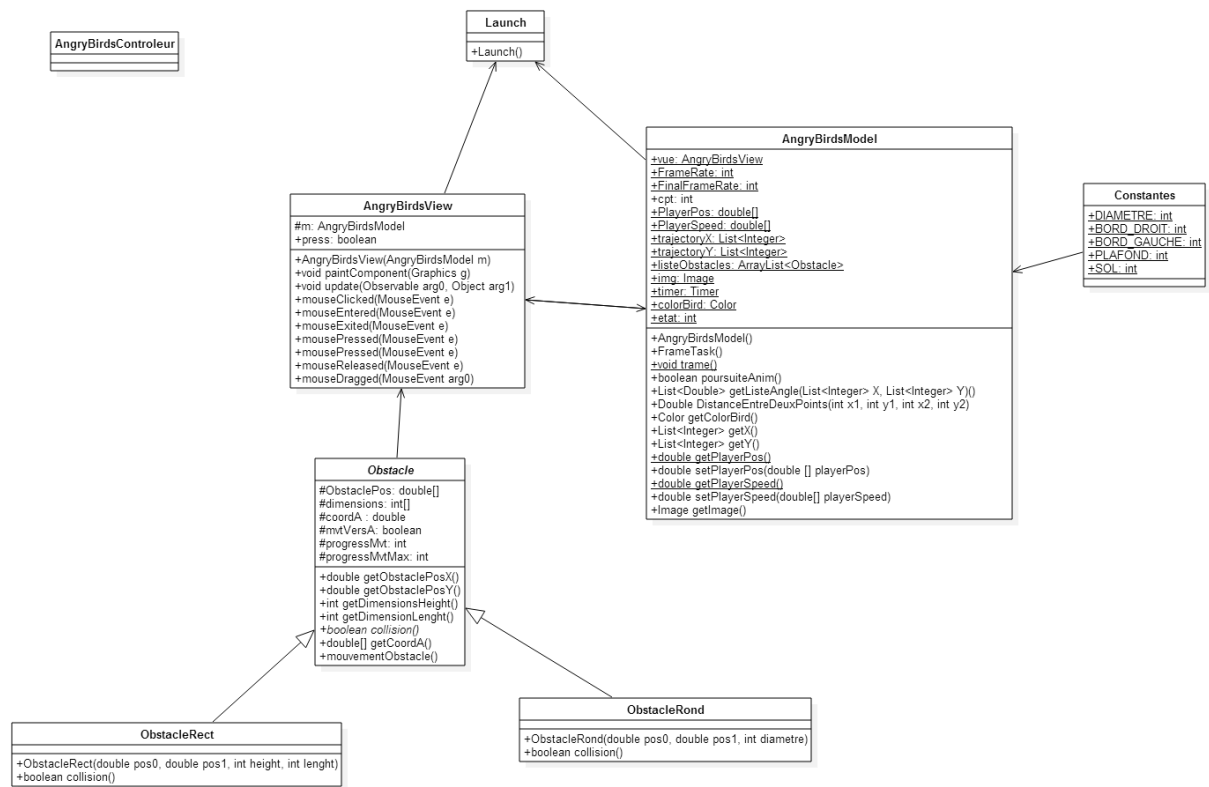 AngryBirdsControleur
Launch
+Launch()
AngryBirdsView
#m: AngryBirdsModel
+press: boolean
+AngryBirdsView(AngryBirdsModel m)
+void paintComponent(Graphics g)
+void update(Observable arg0, Object arg1)
+mouseClicked(MouseEvent e)
+mouseEntered(MouseEvent e)
+mouseExited(MouseEvent e)
+mousePressed(MouseEvent e)
+mousePressed(MouseEvent e)
+mouseReleased(MouseEvent e)
+mouseDragged(MouseEvent arg0)
AngryBirdsModel
+vue: AngryBirdsView
+FrameRate: int
+FinalFrameRate: int
+cpt: int
+PlayerPos: double[]
+PlayerSpeed: double[]
+trajectoryX: List<Integer>
+trajectoryY: List<Integer>
+listeObstacles: ArrayList<Obstacle>
+img: Image
+timer: Timer
+colorBird: Color
+etat: int
+AngryBirdsModel()
+FrameTask()
+void trame()
+boolean poursuiteAnim()
+List<Double> getListeAngle(List<Integer> X, List<Integer> Y)()
+Double DistanceEntreDeuxPoints(int x1, int y1, int x2, int y2)
+Color getColorBird()
+List<Integer> getX()
+List<Integer> getY()
+double getPlayerPos()
+double setPlayerPos(double [] playerPos)
+double getPlayerSpeed()
+double setPlayerSpeed(double[] playerSpeed)
+Image getImage()
Constantes
+DIAMETRE: int
+BORD_DROIT: int
+BORD_GAUCHE: int
+PLAFOND: int
+SOL: int
Obstacle
#ObstaclePos: double[]
#dimensions: int[]
#coordA : double
#mvtVersA: boolean
#progressMvt: int
#progressMvtMax: int
+double getObstaclePosX()
+double getObstaclePosY()
+int getDimensionsHeight()
+int getDimensionLenght()
+boolean collision()
+double[] getCoordA()
+mouvementObstacle()
ObstacleRect
+ObstacleRect(double pos0, double pos1, int height, int lenght)
+boolean collision()
ObstacleRond
+ObstacleRond(double pos0, double pos1, int diametre)
+boolean collision()